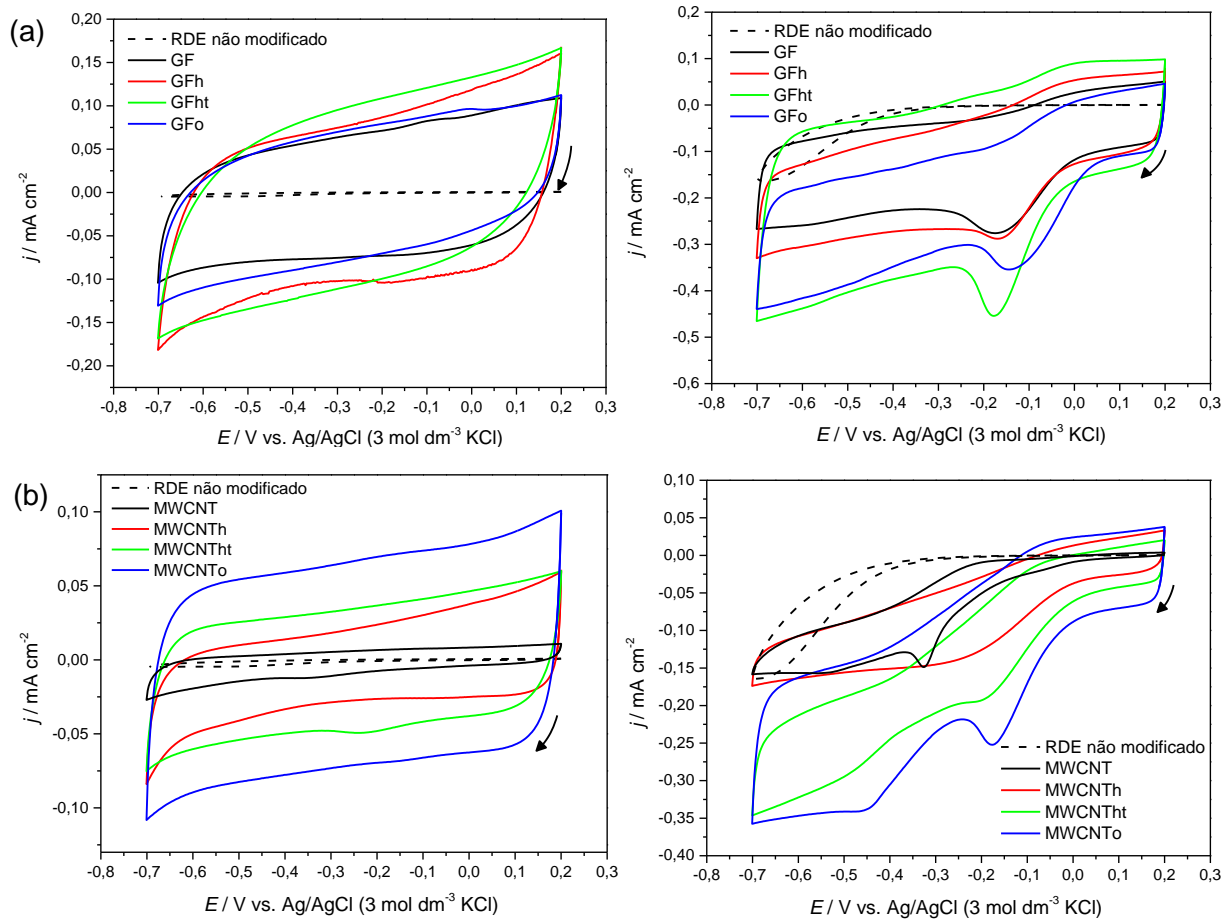 (a)
0,20
0,15
0,10
0,05
0,00
-0,05
-0,10
-0,15
-0,20
j / mA cm⁻²
RDE não modificado
GF
GFh
GFht
GFo
-0,8 -0,7 -0,6 -0,5 -0,4 -0,3 -0,2 -0,1 0,0 0,1 0,2 0,3
E / V vs. Ag/AgCl (3 mol dm⁻³ KCl)
0,2
0,1
0,0
-0,1
-0,2
-0,3
-0,4
-0,5
-0,6
j / mA cm⁻²
RDE não modificado
GF
GFh
GFht
GFo
-0,8 -0,7 -0,6 -0,5 -0,4 -0,3 -0,2 -0,1 0,0 0,1 0,2 0,3
E / V vs. Ag/AgCl (3 mol dm⁻³ KCl)
(b)
0,10
0,05
0,00
-0,05
-0,10
j / mA cm⁻²
RDE não modificado
MWCNT
MWCNTh
MWCNTht
MWCNTo
-0,8 -0,7 -0,6 -0,5 -0,4 -0,3 -0,2 -0,1 0,0 0,1 0,2 0,3
E / V vs. Ag/AgCl (3 mol dm⁻³ KCl)
0,10
0,05
0,00
-0,05
-0,10
-0,15
-0,20
-0,25
-0,30
-0,35
-0,40
j / mA cm⁻²
RDE não modificado
MWCNT
MWCNTh
MWCNTht
MWCNTo
-0,8 -0,7 -0,6 -0,5 -0,4 -0,3 -0,2 -0,1 0,0 0,1 0,2 0,3
E / V vs. Ag/AgCl (3 mol dm⁻³ KCl)